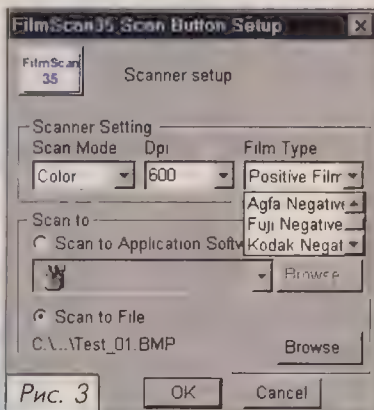 FilmScan35 Scan Button Setup
FilmScan
35
Scanner setup
Scanner Setting
Scan Mode Dpi Film Type
Color 600 Positive Film
Agfa Negative
Fuji Negative
Kodak Negat
Scan to
Scan to Application Softw
Browse
Scan to File
C:\...\Test_01.BMP
Browse
Рис. 3
OK Cancel